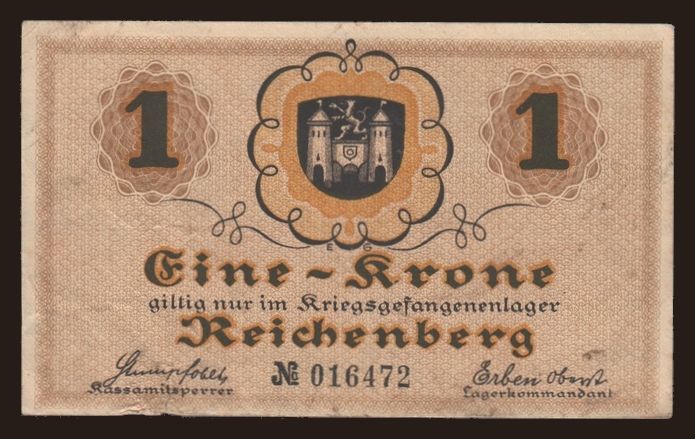 1 1
E G
Eine-Krone
giltig nur im Kriegsgefangenenlager
Reichenberg
№ 016472
Erben Oberst
Kassamitsperrer Lagerkommandant